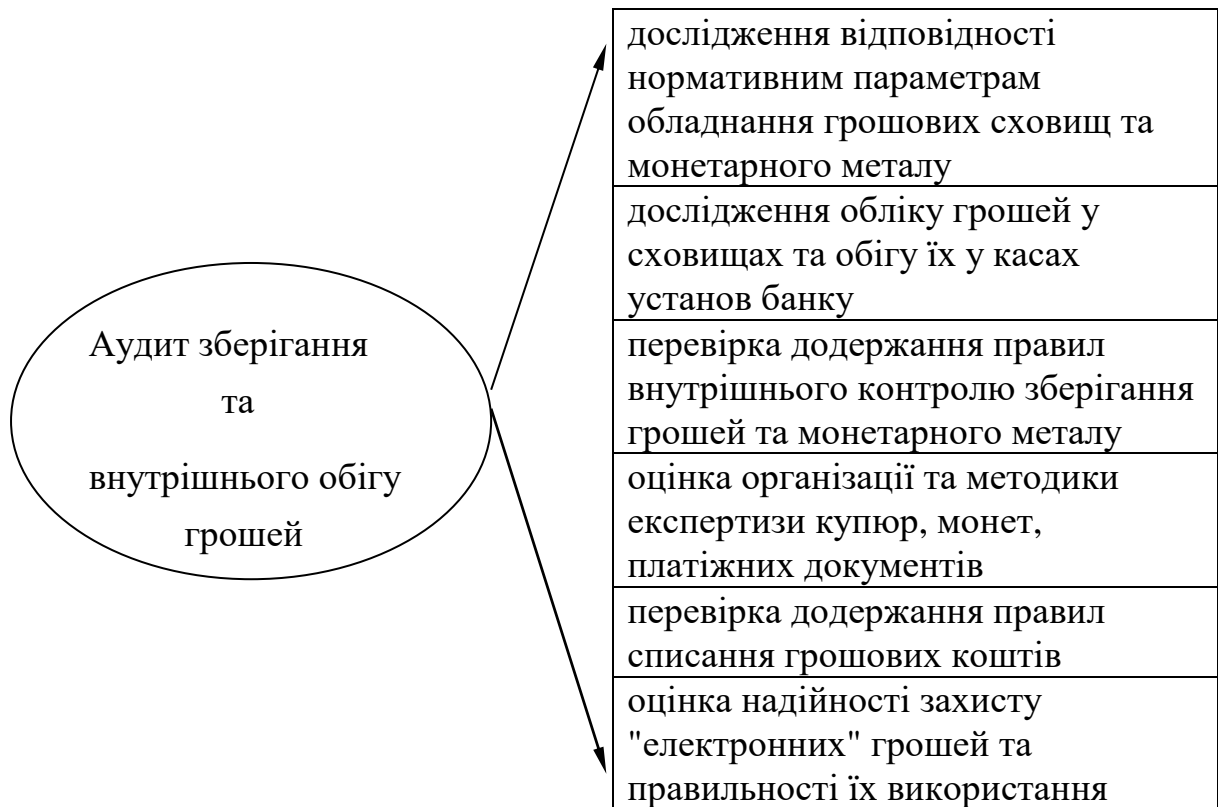 Аудит зберігання
та
внутрішнього обігу
грошей
дослідження відповідності
нормативним параметрам
обладнання грошових сховищ та
монетарного металу
дослідження обліку грошей у
сховищах та обігу їх у касах
установ банку
перевірка додержання правил
внутрішнього контролю зберігання
грошей та монетарного металу
оцінка організації та методики
експертизи купюр, монет,
платіжних документів
перевірка додержання правил
списання грошових коштів
оцінка надійності захисту
"електронних" грошей та
правильності їх використання